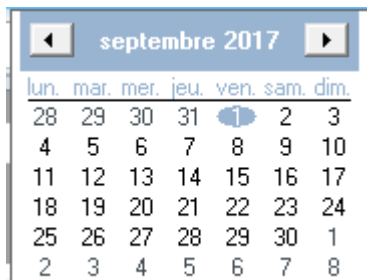 septembre 2017
lun. mar. mer. jeu. ven. sam. dim.
28 29 30 31 1 2 3
4 5 6 7 8 9 10
11 12 13 14 15 16 17
18 19 20 21 22 23 24
25 26 27 28 29 30 1
2 3 4 5 6 7 8